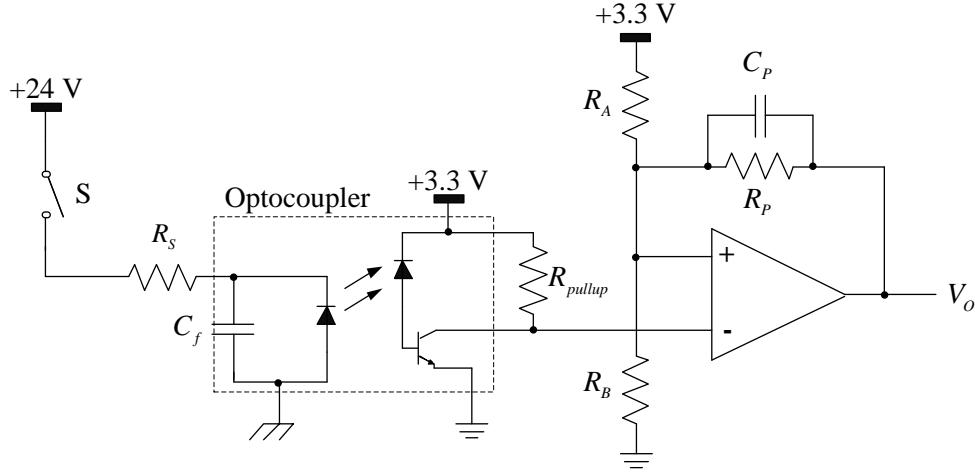 +3.3 V
C_P
+24 V
R_A
S
Optocoupler
+3.3 V
R_P
R_S
R_pullup
+
V_O
C_f
-
R_B